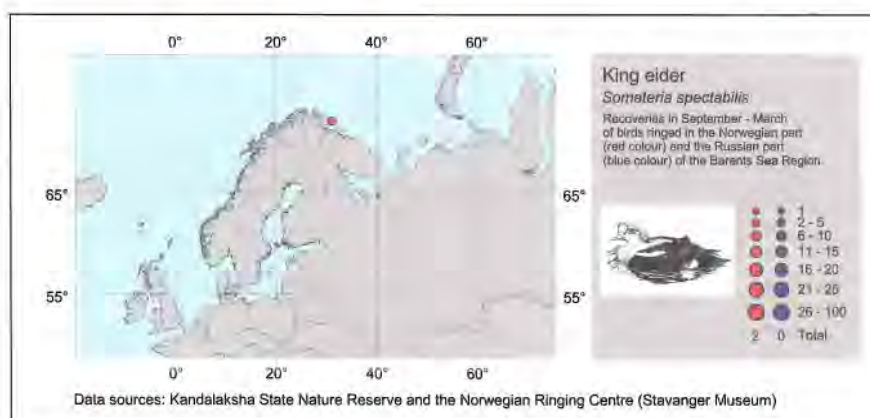 0° 20° 40° 60°
King eider
Someteria spectabilis
Recoveries in September - March
of birds ringed in the Norwegian part
(red colour) and the Russian part
(blue colour) of the Barents Sea Region.
65° 65°
55° 55°
1
2 - 5
6 - 10
11 - 15
16 - 20
21 - 25
26 - 100
2 0 Total
0° 20° 40° 60°
Data sources: Kandalaksha State Nature Reserve and the Norwegian Ringing Centre (Stavanger Museum)